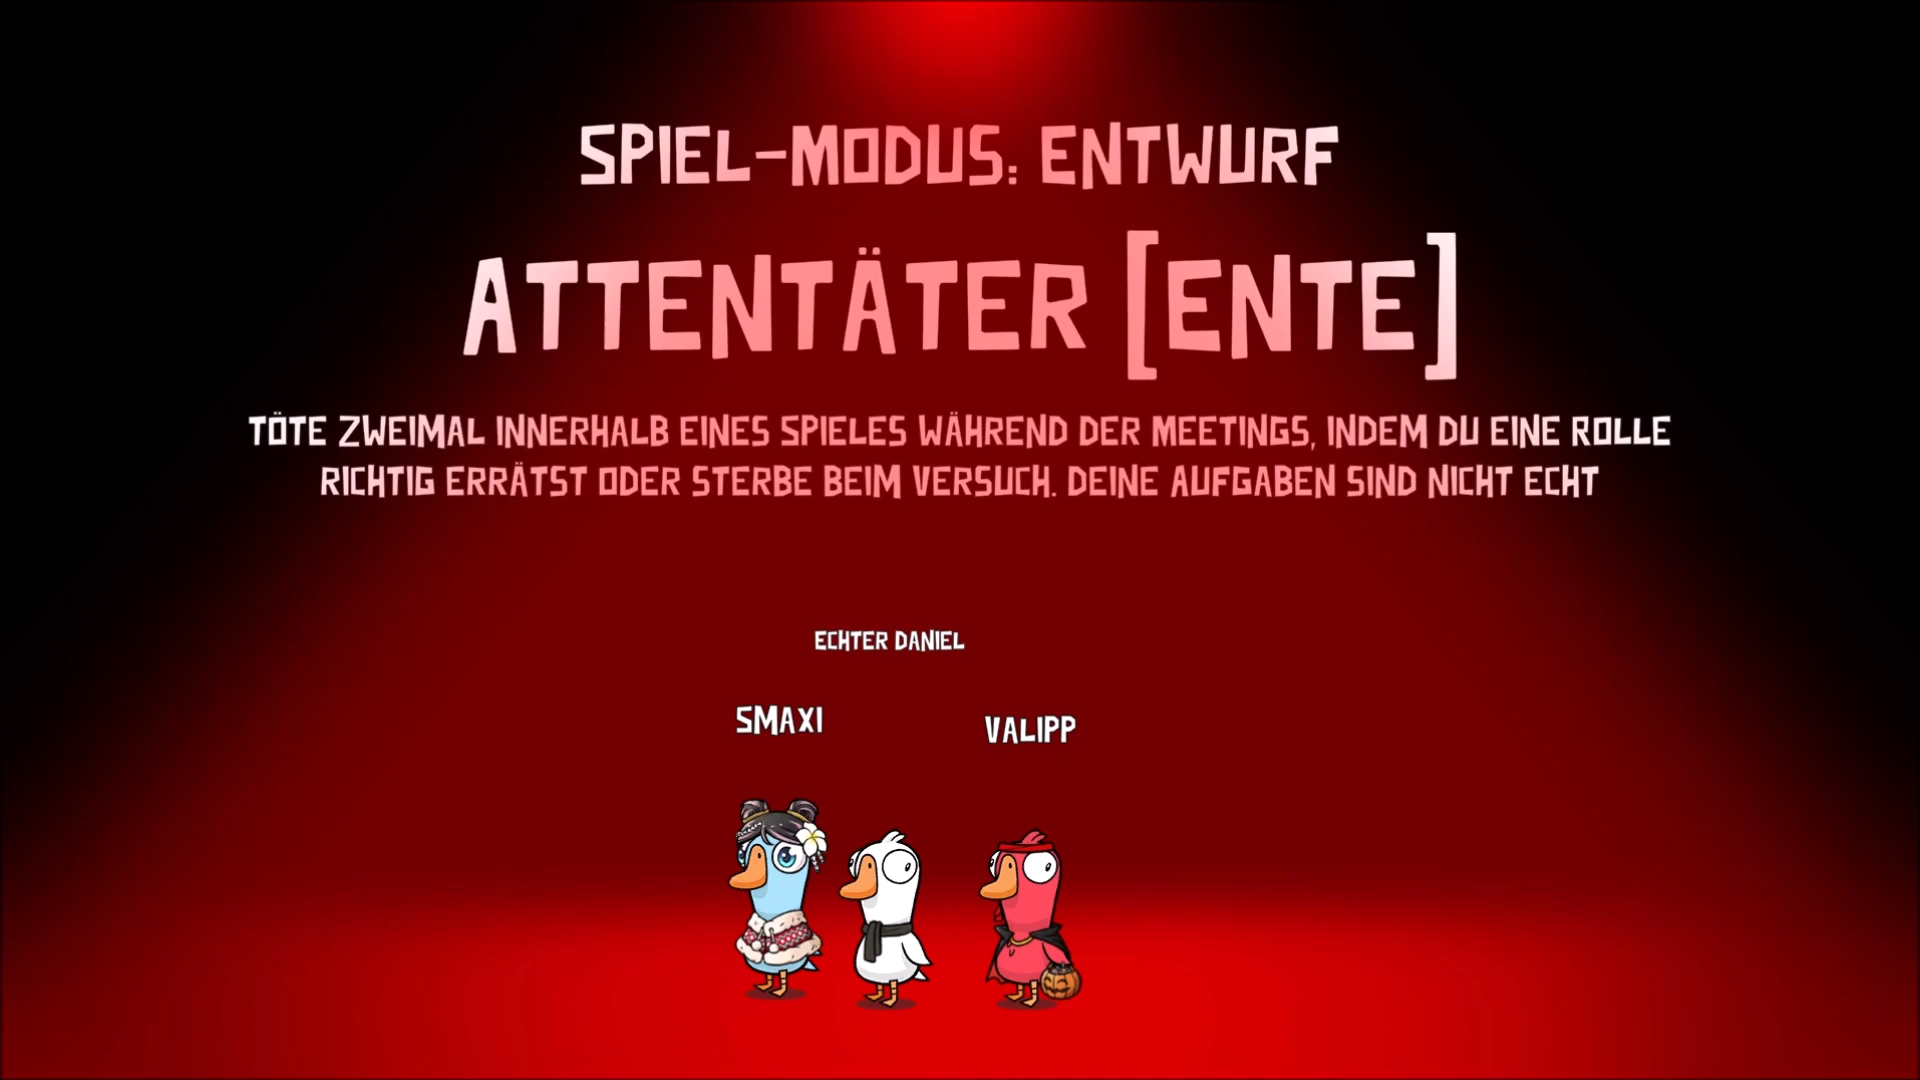 SPIEL-MODUS: ENTWURF
ATTENTÄTER [ENTE]
TÖTE ZWEIMAL INNERHALB EINES SPIELES WÄHREND DER MEETINGS, INDEM DU EINE ROLLE
RICHTIG ERRÄTST ODER STERBE BEIM VERSUCH. DEINE AUFGABEN SIND NICHT ECHT
ECHTER DANIEL
SMAXI
VALIPP